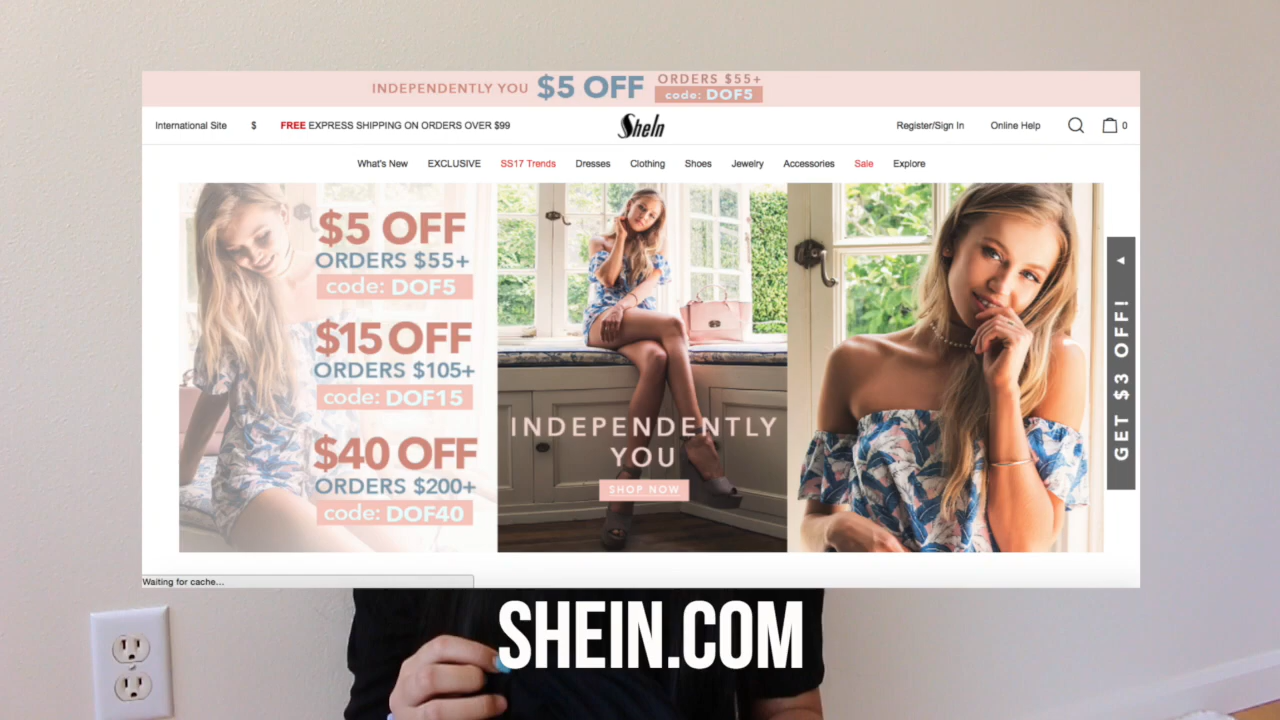 INDEPENDENTLY YOU $5 OFF ORDERS $55+
code: DOF5
International Site $ FREE EXPRESS SHIPPING ON ORDERS OVER $99 SheIn Register/Sign In Online Help 0
What's New EXCLUSIVE SS17 Trends Dresses Clothing Shoes Jewelry Accessories Sale Explore
$5 OFF
ORDERS $55+
code: DOF5
$15 OFF
ORDERS $105+
code: DOF15
$40 OFF
ORDERS $200+
code: DOF40
INDEPENDENTLY
YOU
SHOP NOW
GET $3 OFF!
Waiting for cache...
SHEIN.COM